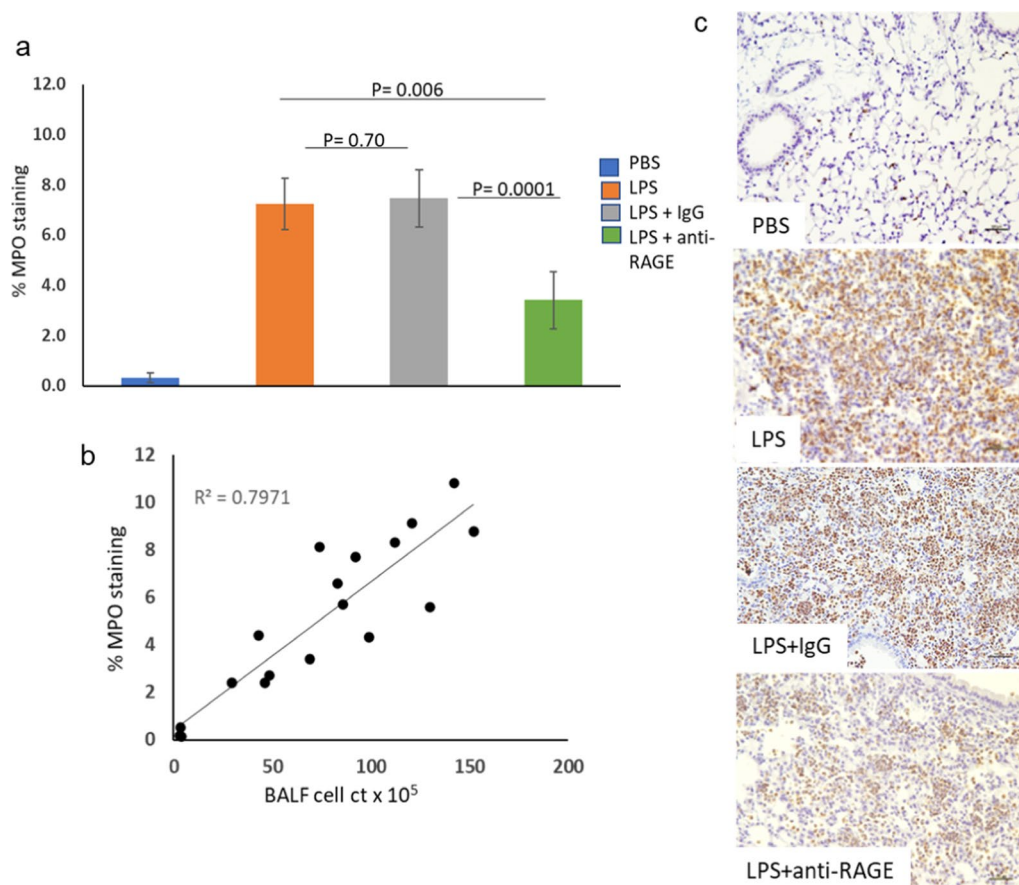 a
12.0
10.0
8.0
6.0
4.0
2.0
0.0
% MPO staining
P= 0.006
P= 0.70
P= 0.0001
PBS
LPS
LPS + IgG
LPS + anti-
RAGE
b
12
10
8
6
4
2
0
% MPO staining
R² = 0.7971
0 50 100 150 200
BALF cell ct x 10⁵
c
PBS
LPS
LPS+IgG
LPS+anti-RAGE